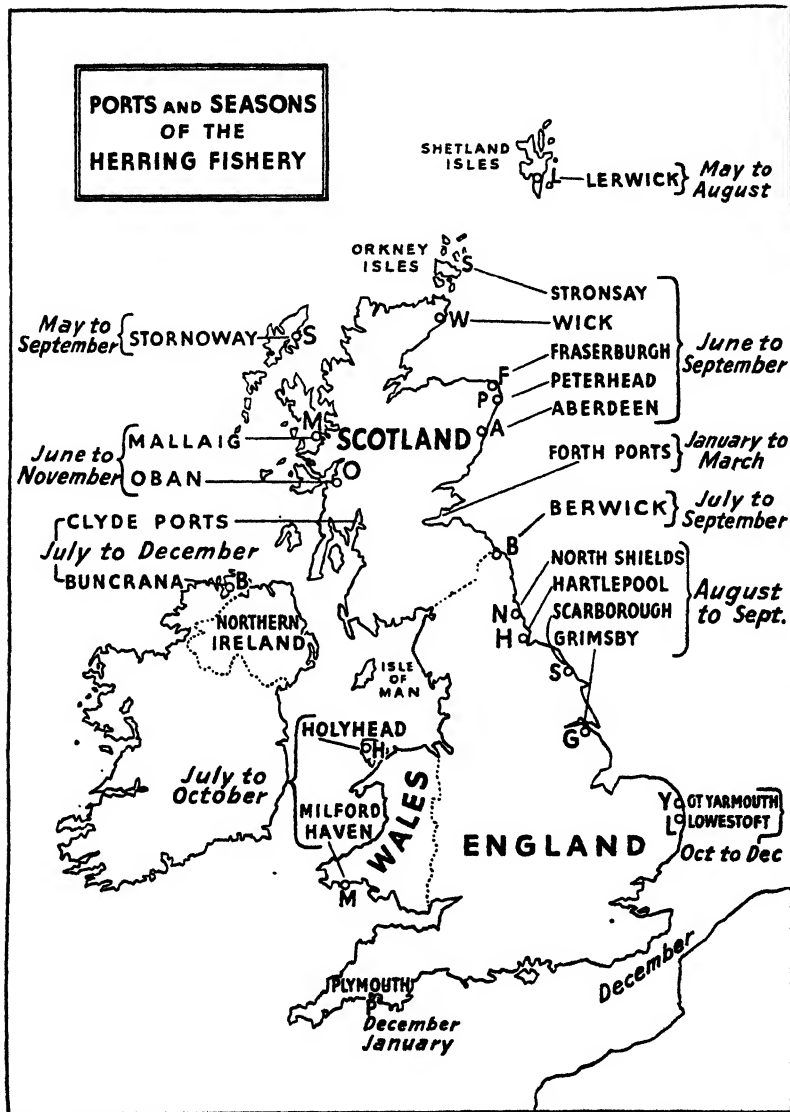 PORTS AND SEASONS
OF THE
HERRING FISHERY
SHETLAND
ISLES
L
LERWICK
May to
August
ORKNEY
ISLES
S
STRONSAY
W
WICK
F
FRASERBURGH
P
PETERHEAD
A
ABERDEEN
June to
September
May to
September
STORNOWAY
S
M
MALLAIG
June to
November
OBAN
O
SCOTLAND
FORTH PORTS
January to
March
BERWICK
July to
September
B
CLYDE PORTS
July to December
BUNCRANA
B
NORTHERN
IRELAND
NORTH SHIELDS
HARTLEPOOL
SCARBOROUGH
GRIMSBY
August
to Sept.
N
H
S
G
ISLE
OF
MAN
HOLYHEAD
H
July to
October
MILFORD
HAVEN
M
WALES
ENGLAND
Y
GT YARMOUTH
L
LOWESTOFT
Oct to Dec
December
PLYMOUTH
P
December
January